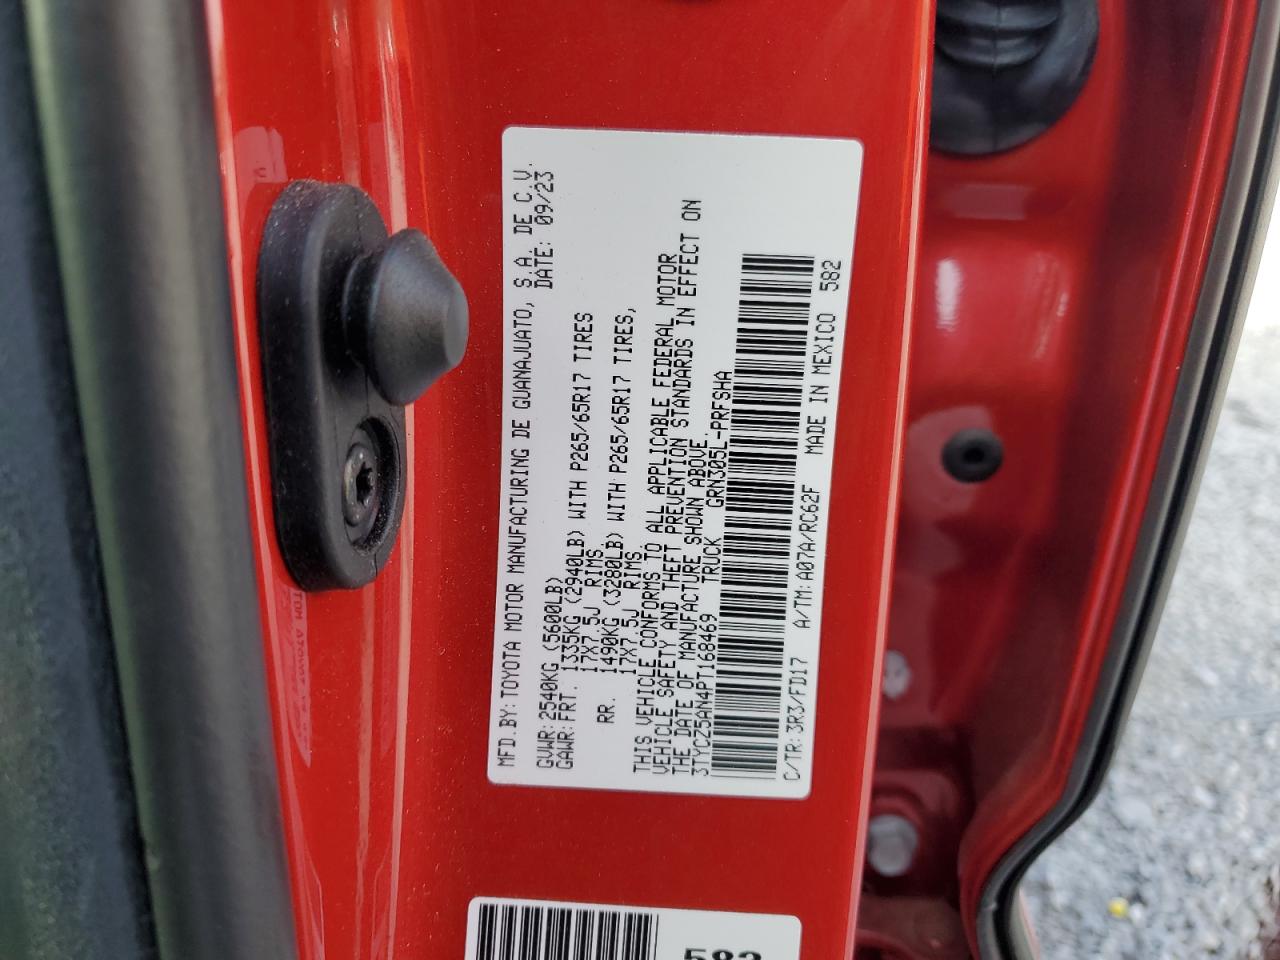 MFD.BY:TOYOTA MOTOR MANUFACTURING DE GUANAJUATO, S.A. DE C.V.
DATE: 09/23
GVWR:2540KG (5600LB)
GAWR:FRT. 1335KG (2940LB) WITH P265/65R17 TIRES
17X7.5J RIMS.
RR. 1490KG (3280LB) WITH P265/65R17 TIRES,
17X7.5J RIMS.
THIS VEHICLE CONFORMS TO ALL APPLICABLE FEDERAL MOTOR
VEHICLE SAFETY AND THEFT PREVENTION STANDARDS IN EFFECT ON
THE DATE OF MANUFACTURE SHOWN ABOVE.
3TYCZ5AN4PT168469 TRUCK GRN305L-PRFSHA
C/TR:3R3/FD17 A/TM:A07A/RC62F MADE IN MEXICO 582
582